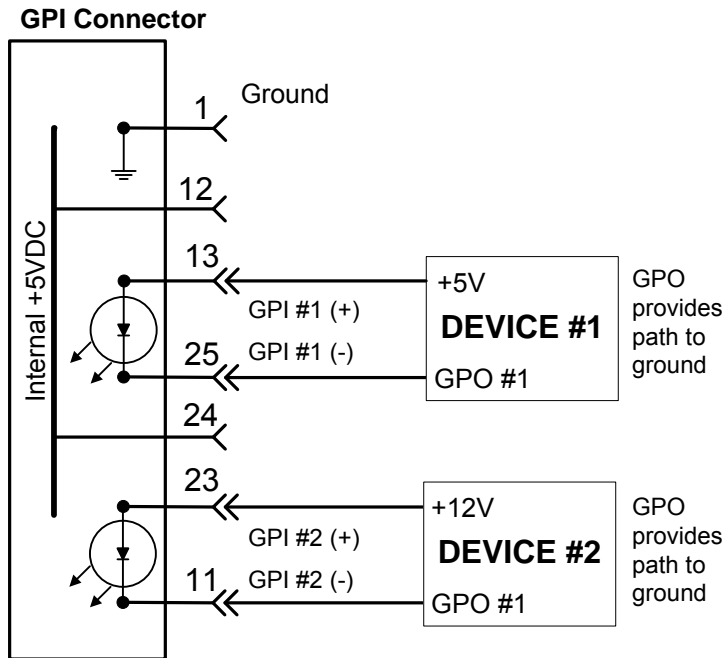 GPI Connector
1
Ground
12
Internal +5VDC
13
GPI #1 (+)
GPI #1 (-)
25
+5V
DEVICE #1
GPO #1
GPO
provides
path to
ground
24
23
GPI #2 (+)
GPI #2 (-)
11
+12V
DEVICE #2
GPO #1
GPO
provides
path to
ground